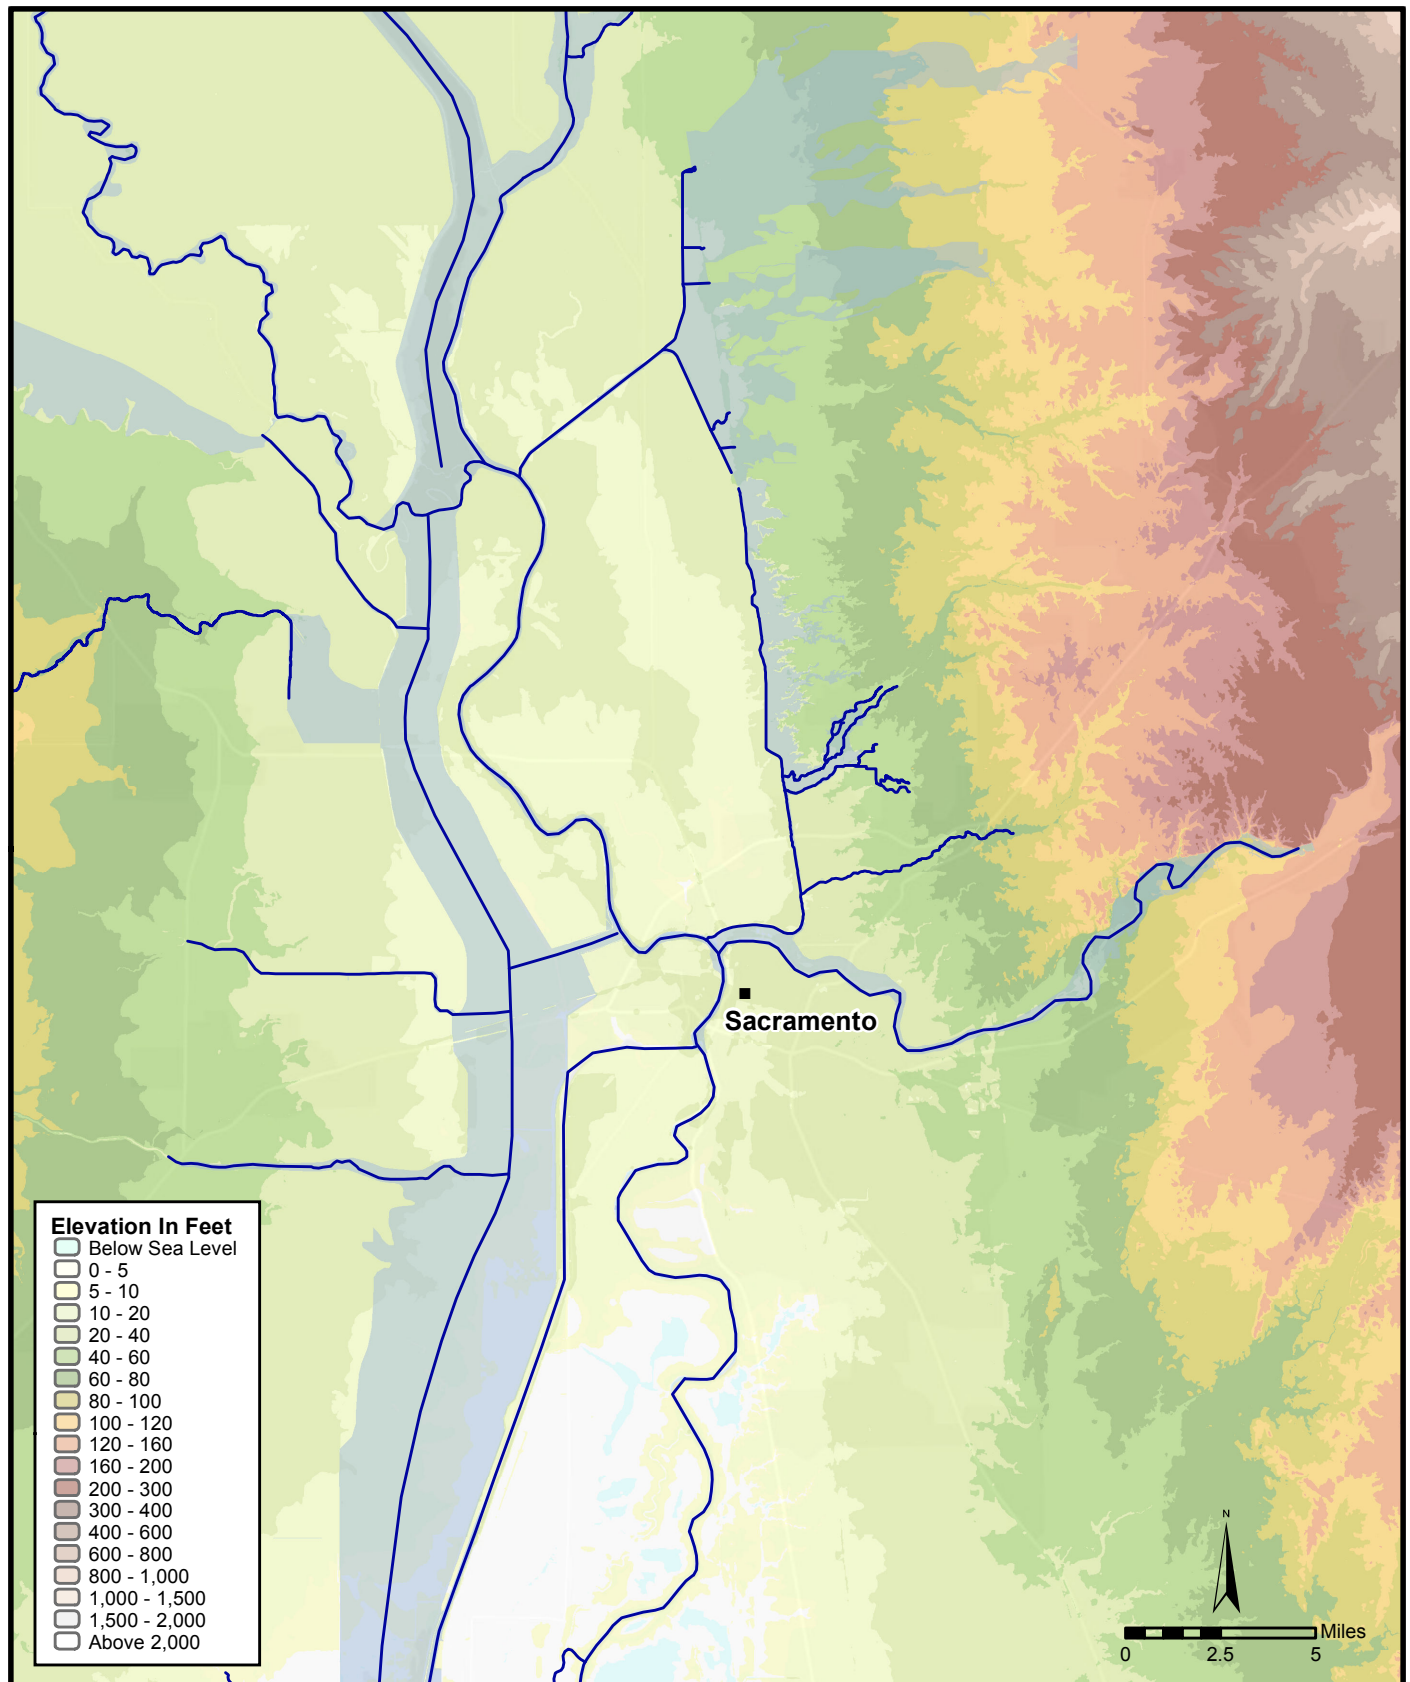 Sacramento
Elevation In Feet
Below Sea Level
0 - 5
5 - 10
10 - 20
20 - 40
40 - 60
60 - 80
80 - 100
100 - 120
120 - 160
160 - 200
200 - 300
300 - 400
400 - 600
600 - 800
800 - 1,000
1,000 - 1,500
1,500 - 2,000
Above 2,000
N
Miles
0 2.5 5